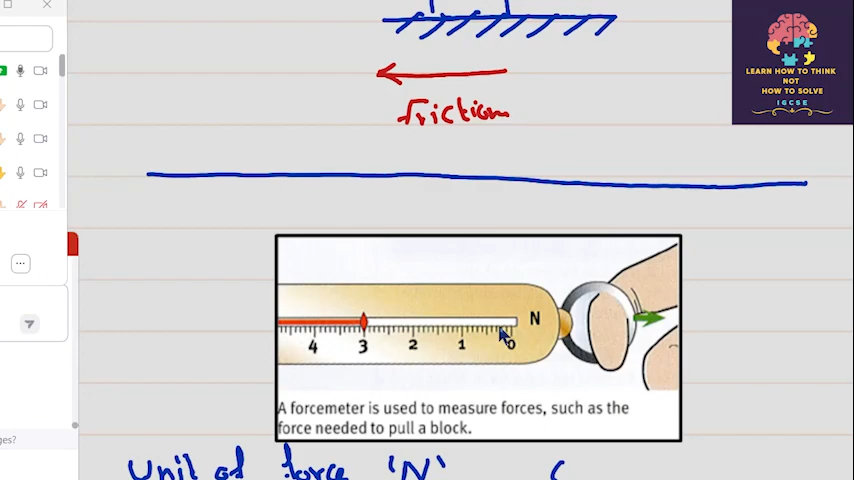 LEARN HOW TO THINK
NOT
HOW TO SOLVE
IGCSE
friction
N
4 3 2 1 0
A forcemeter is used to measure forces, such as the
force needed to pull a block.
ges?
Unit of force 'N' (